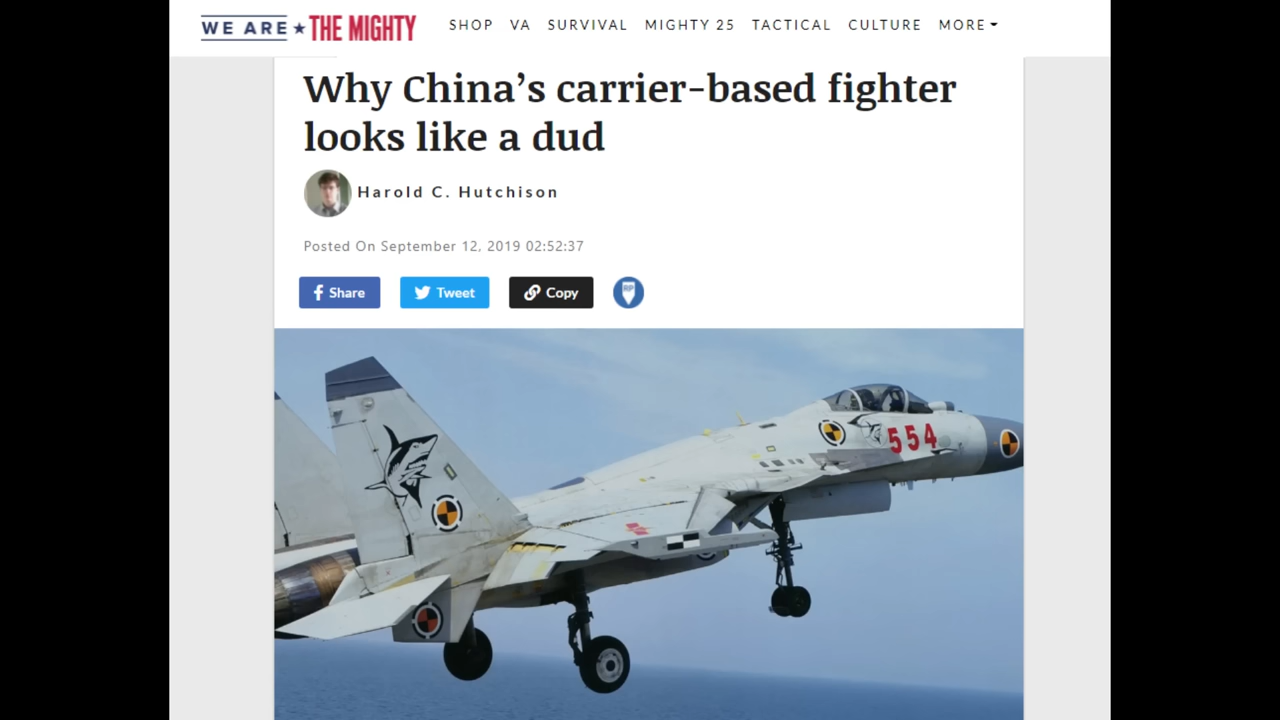 WE ARE ★ THE MIGHTY
SHOP VA SURVIVAL MIGHTY 25 TACTICAL CULTURE MORE
Why China’s carrier-based fighter
looks like a dud
Harold C. Hutchison
Posted On September 12, 2019 02:52:37
Share Tweet Copy
554